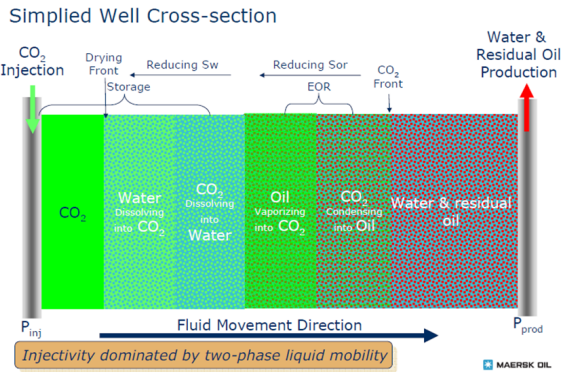 Simplied Well Cross-section
CO2
Injection
Drying
Front
Reducing Sw
Storage
Reducing Sor
EOR
CO2
Front
Water &
Residual Oil
Production
CO2
Water
Dissolving
into CO2
CO2
Dissolving
into
Water
Oil
Vaporizing
into CO2
CO2
Condensing
into Oil
Water & residual
oil
Pinj
Fluid Movement Direction
Pprod
Injectivity dominated by two-phase liquid mobility
MAERSK OIL